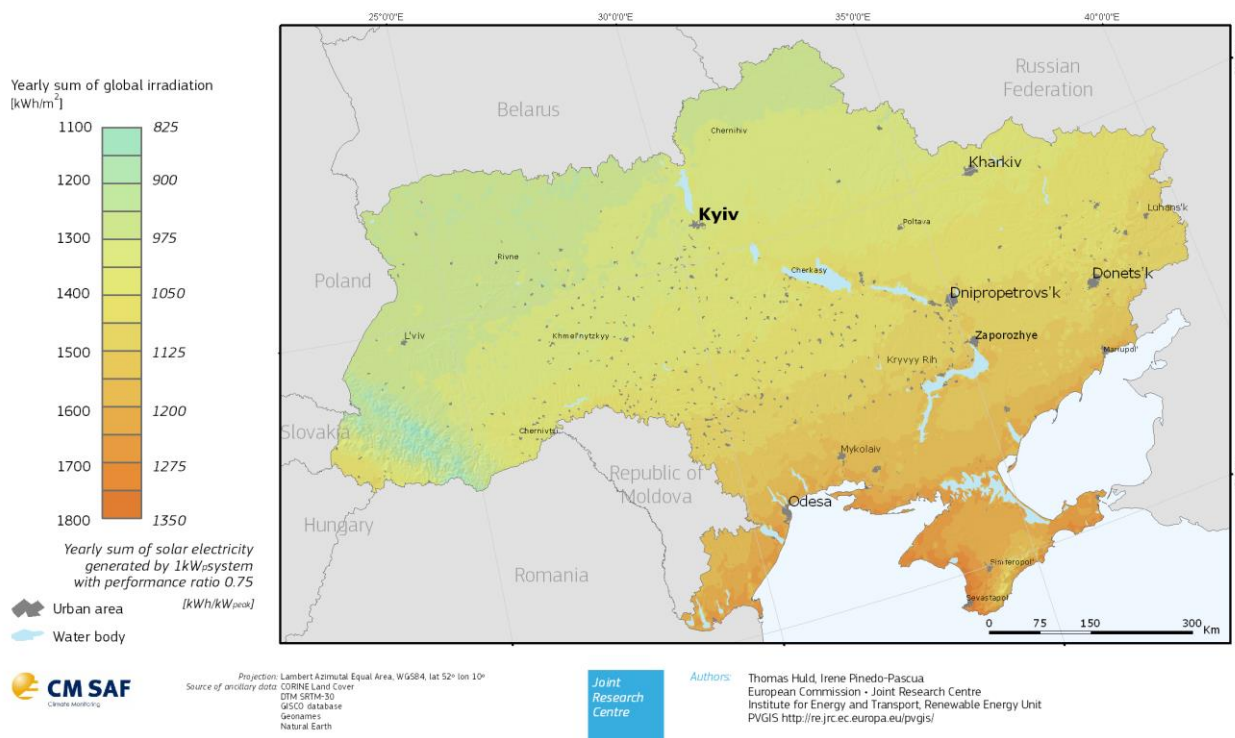 25°0'0"E 30°0'0"E 35°0'0"E 40°0'0"E
Yearly sum of global irradiation
[kWh/m²]
1100 825
1200 900
1300 975
1400 1050
1500 1125
1600 1200
1700 1275
1800 1350
Yearly sum of solar electricity
generated by 1kWp system
with performance ratio 0.75
[kWh/kWpeak]
Urban area
Water body
Belarus
Russian
Federation
Poland
Slovakia
Hungary
Romania
Republic of
Moldova
Chernihiv
Kharkiv
Kyiv
Poltava
Luhans'k
Rivne
Cherkasy
Donets'k
Dnipropetrovs'k
L'viv
Khmel'nytzkyy
Zaporozhye
Kryvyy Rih
Mariupol'
Chernivtsi
Mykolaiv
Odesa
Simferopol'
Sevastapol
0 75 150 300
Km
CM SAF
Climate Monitoring
Projection: Lambert Azimutal Equal Area, WGS84, lat 52º lon 10º
Source of ancillary data: CORINE Land Cover
DTM SRTM-30
GISCO database
Geonames
Natural Earth
Joint
Research
Centre
Authors: Thomas Huld, Irene Pinedo-Pascua
European Commission • Joint Research Centre
Institute for Energy and Transport, Renewable Energy Unit
PVGIS http://re.jrc.ec.europa.eu/pvgis/